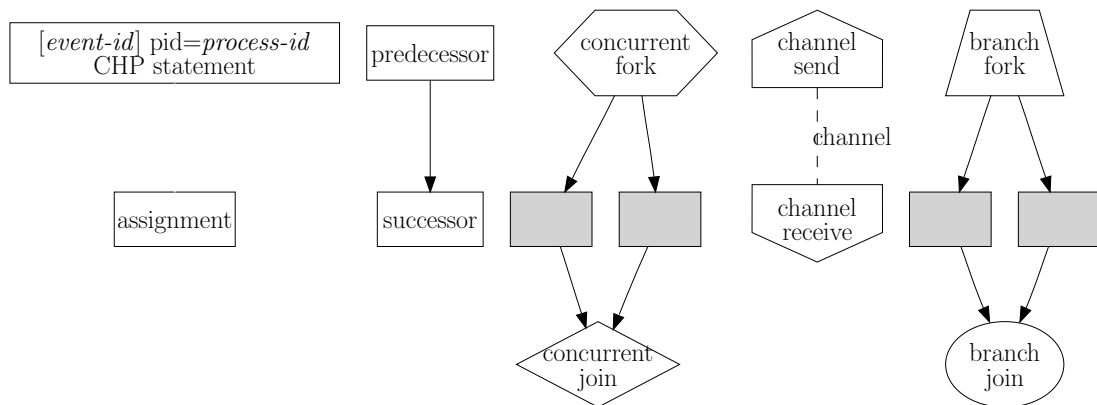 [event-id] pid=process-id
CHP statement
assignment
predecessor
successor
concurrent
fork
concurrent
join
channel
send
channel
channel
receive
branch
fork
branch
join